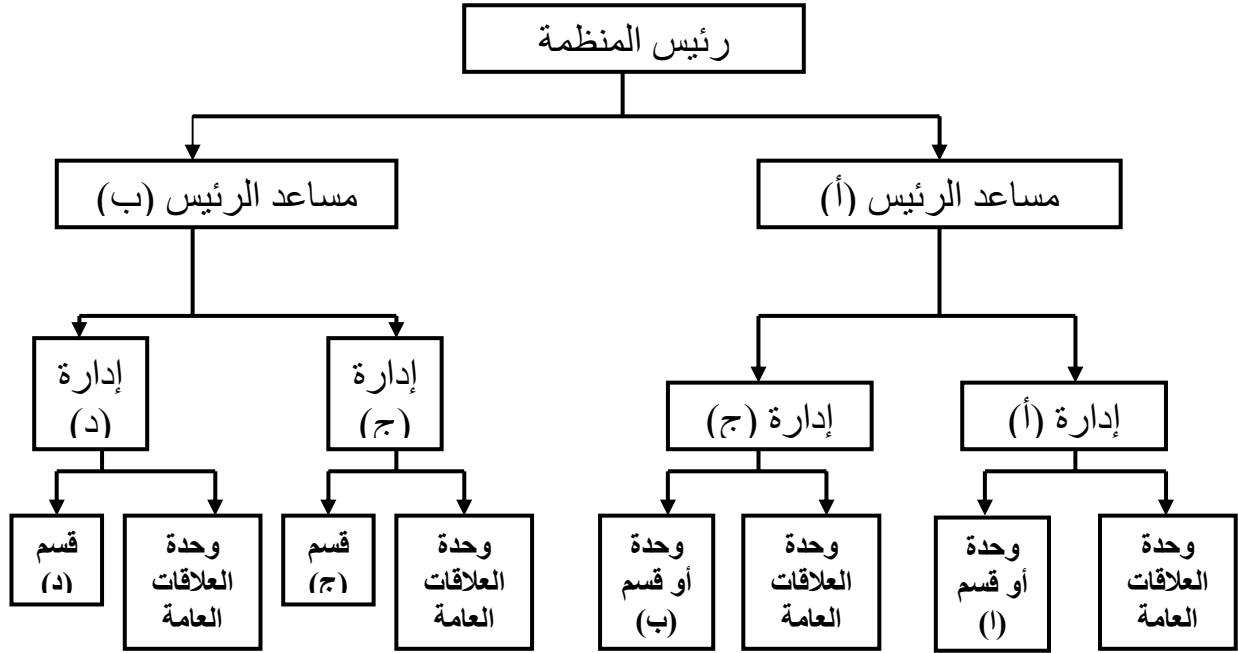 رئيس المنظمة
مساعد الرئيس (أ)
مساعد الرئيس (ب)
إدارة (أ)
إدارة (ج)
إدارة
(ج)
إدارة
(د)
وحدة
العلاقات
العامة
وحدة
أو قسم
(ا)
وحدة
العلاقات
العامة
وحدة
أو قسم
(ب)
وحدة
العلاقات
العامة
قسم
(ج)
وحدة
العلاقات
العامة
قسم
(د)